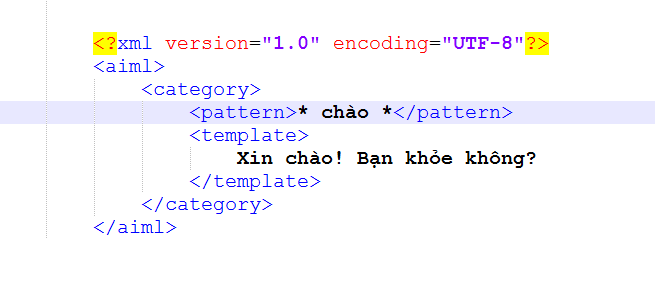 <?xml version="1.0" encoding="UTF-8"?>
<aiml>
<category>
<pattern>* chào *</pattern>
<template>
Xin chào! Bạn khỏe không?
</template>
</category>
</aiml>